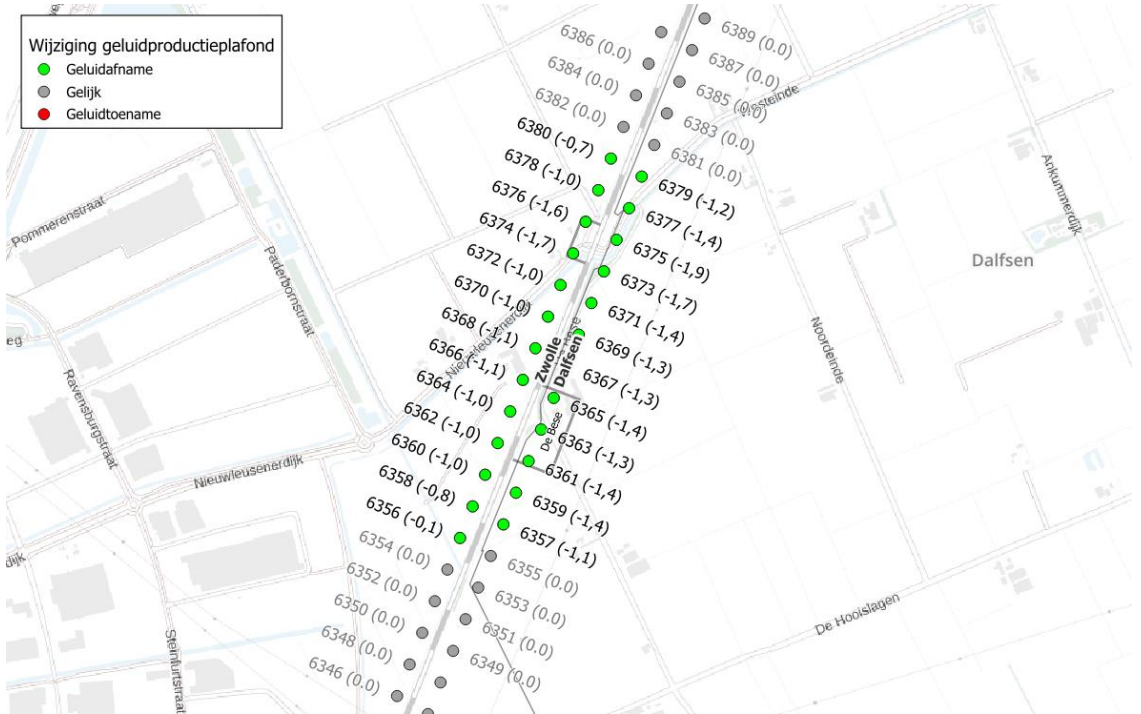 Wijziging geluidproductieplafond
Geluidafname
Gelijk
Geluidtoename
6386 (0.0)
6384 (0.0)
6382 (0.0)
6380 (-0,7)
6378 (-1,0)
6376 (-1,6)
6374 (-1,7)
6372 (-1,0)
6370 (-1,0)
6368 (-1,1)
6366 (-1,1)
6364 (-1,0)
6362 (-1,0)
6360 (-1,0)
6358 (-0,8)
6356 (-0,1)
6354 (0.0)
6352 (0.0)
6350 (0.0)
6348 (0.0)
6346 (0.0)
6389 (0.0)
6387 (0.0)
6385 (0.0)
6383 (0.0)
6381 (0.0)
6379 (-1,2)
6377 (-1,4)
6375 (-1,9)
6373 (-1,7)
6371 (-1,4)
6369 (-1,3)
6367 (-1,3)
6365 (-1,4)
6363 (-1,3)
6361 (-1,4)
6359 (-1,4)
6357 (-1,1)
6355 (0.0)
6353 (0.0)
6351 (0.0)
6349 (0.0)
Zwolle
Dalfsen
De Bese
Pommerenstraat
Paderbornstraat
Ravensburgstraat
Nieuwleusenerdijk
Steinfurtstraat
eg
dijk
Ankummerdijk
Dalfsen
Noordeinde
De Hooislagen